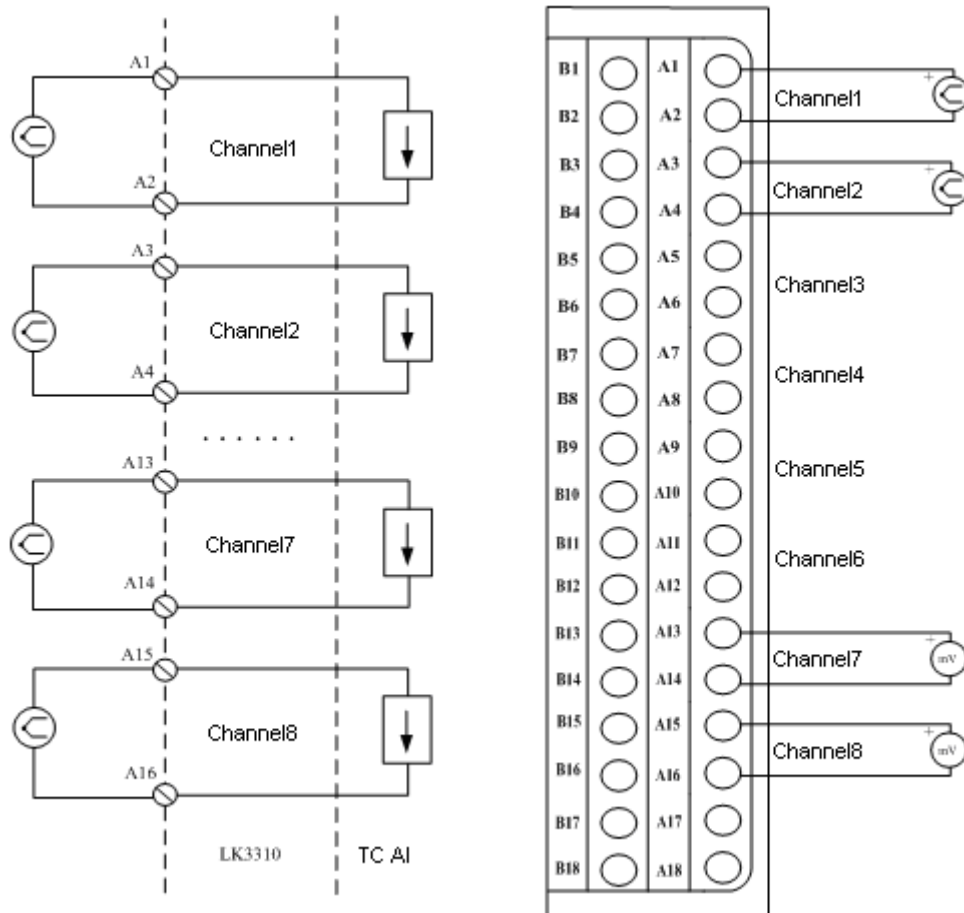 A1
Channel1
A2
A3
Channel2
A4
. . . . . .
A13
Channel7
A14
A15
Channel8
A16
LK3310 TC AI
B1 A1
+
Channel1
B2 A2
B3 A3
+
Channel2
B4 A4
B5 A5
Channel3
B6 A6
B7 A7
Channel4
B8 A8
B9 A9
Channel5
B10 A10
B11 A11
Channel6
B12 A12
B13 A13
+
Channel7 mV
B14 A14
B15 A15
+
Channel8 mV
B16 A16
B17 A17
B18 A18